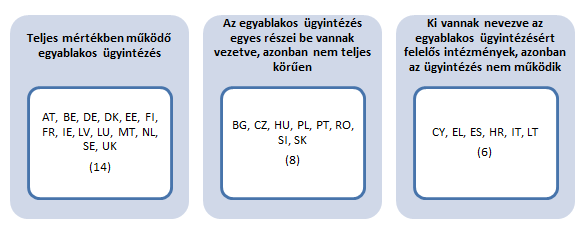 Teljes mértékben működő
egyablakos ügyintézés
AT, BE, DE, DK, EE, FI,
FR, IE, LV, LU, MT, NL,
SE, UK
(14)
Az egyablakos ügyintézés
egyes részei be vannak
vezetve, azonban nem teljes
körűen
BG, CZ, HU, PL, PT, RO,
SI, SK
(8)
Ki vannak nevezve az
egyablakos ügyintézésért
felelős intézmények, azonban
az ügyintézés nem működik
CY, EL, ES, HR, IT, LT
(6)